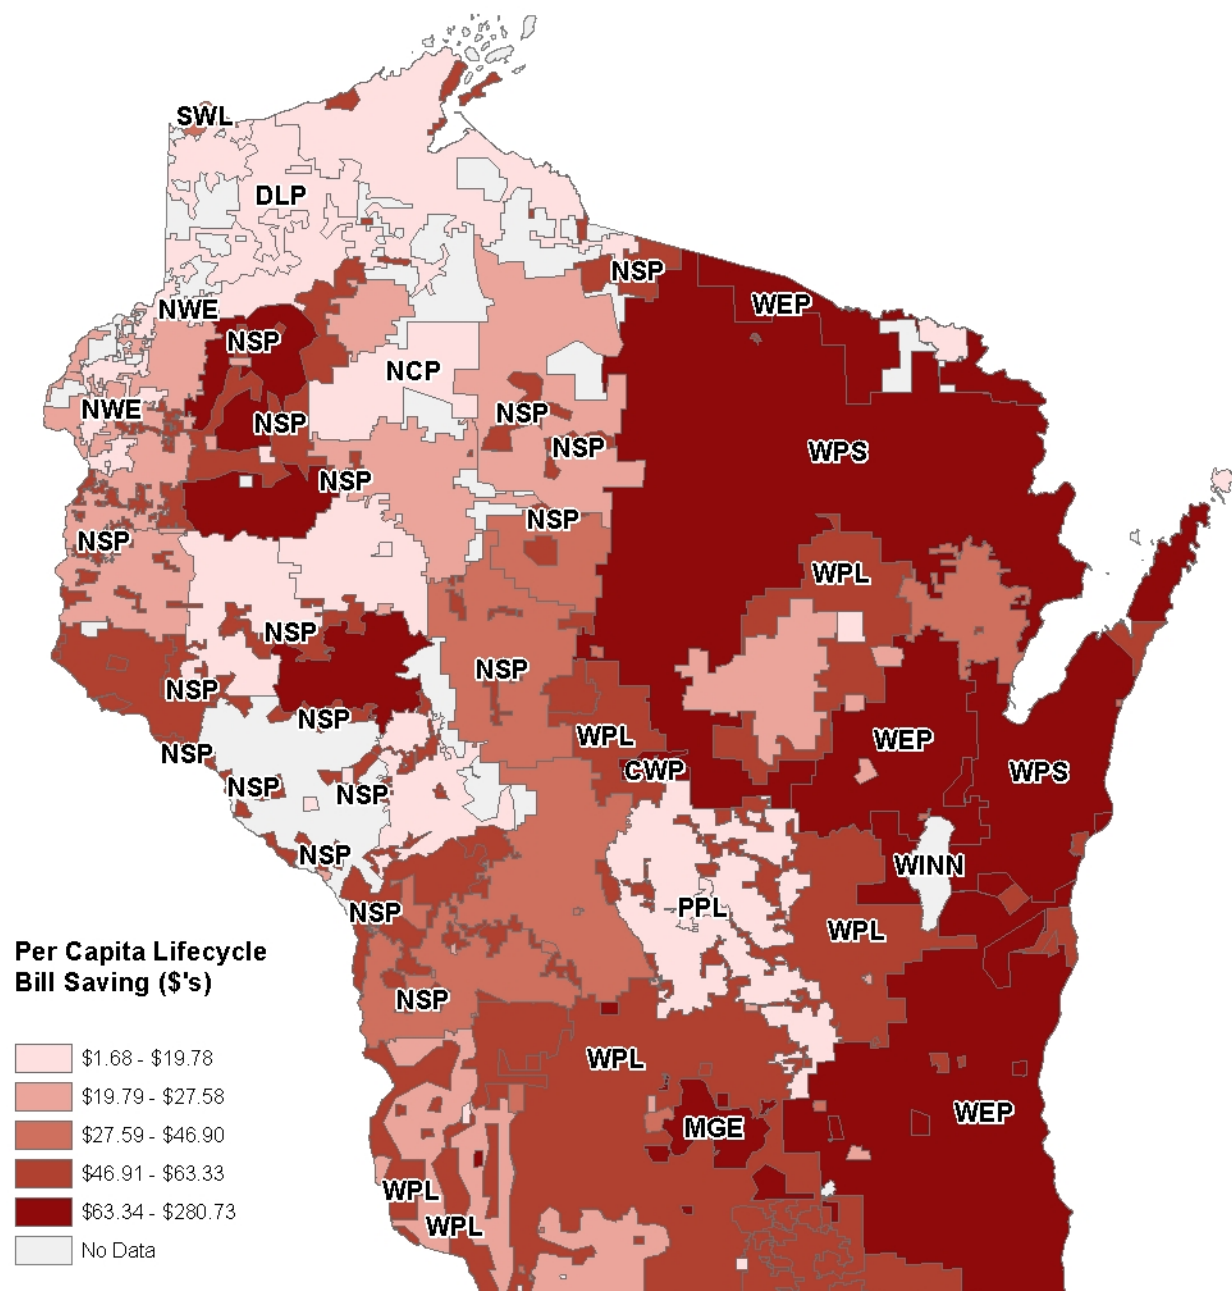 SWL
DLP
NSP
NWE
WEP
NSP
NCP
NWE
NSP
NSP
NSP
WPS
NSP
NSP
NSP
WPL
NSP
NSP
NSP
NSP
WPL
WEP
NSP
CWP
WPS
NSP
NSP
NSP
WINN
NSP
PPL
WPL
Per Capita Lifecycle
Bill Saving ($'s)
NSP
$1.68 - $19.78
WPL
$19.79 - $27.58
WEP
$27.59 - $46.90
MGE
$46.91 - $63.33
WPL
$63.34 - $280.73
WPL
No Data